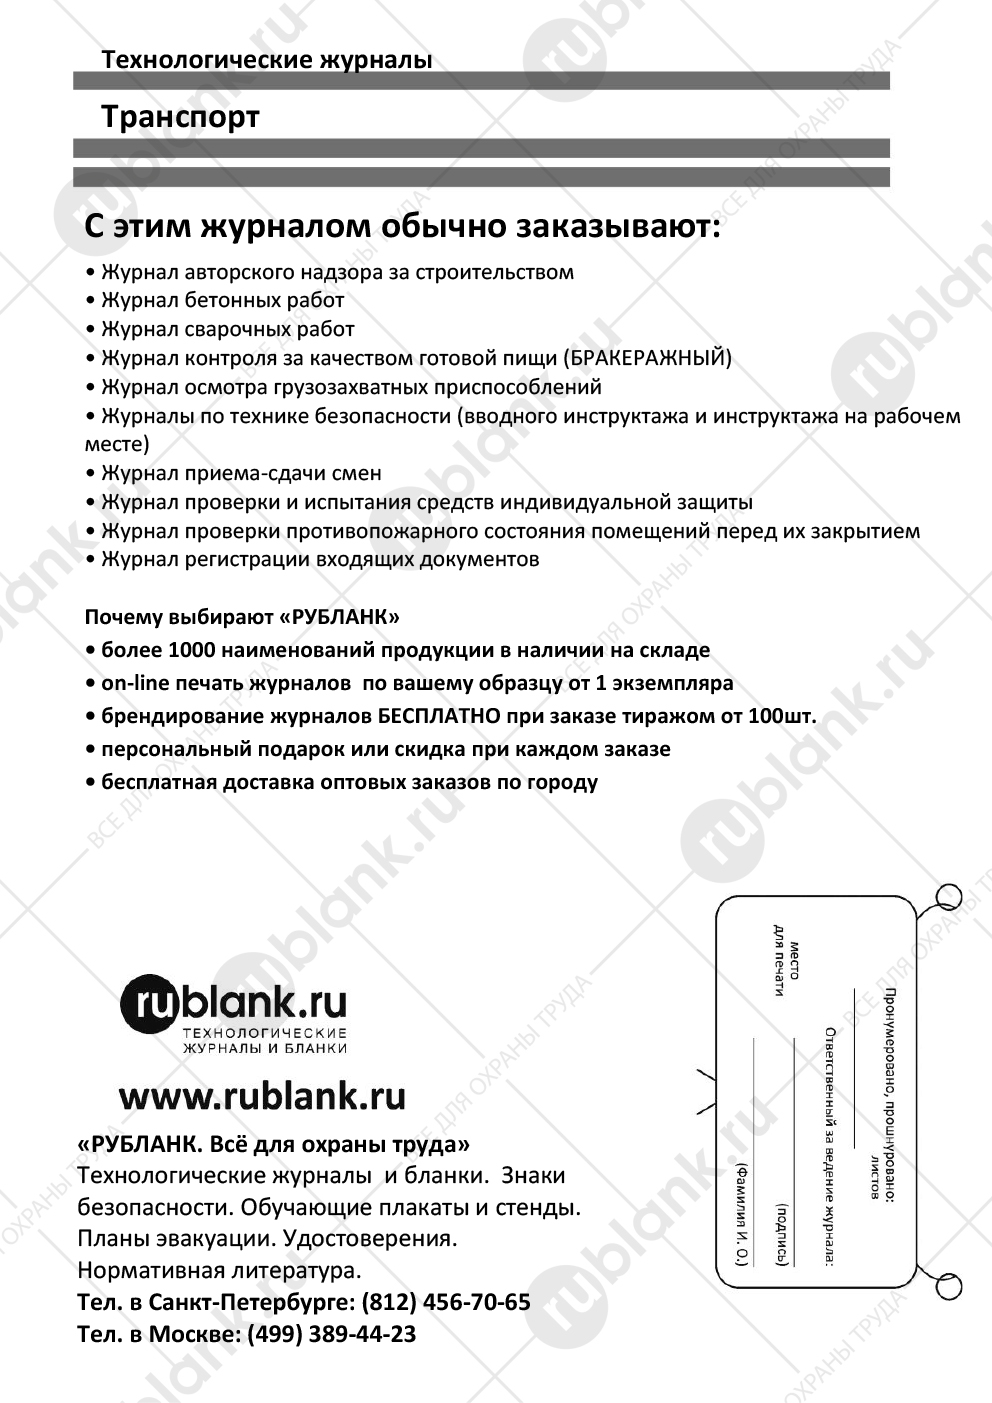 Технологические журналы
Транспорт
С этим журналом обычно заказывают:
• Журнал авторского надзора за строительством
• Журнал бетонных работ
• Журнал сварочных работ
• Журнал контроля за качеством готовой пищи (БРАКЕРАЖНЫЙ)
• Журнал осмотра грузозахватных приспособлений
• Журналы по технике безопасности (вводного инструктажа и инструктажа на рабочем
месте)
• Журнал приема-сдачи смен
• Журнал проверки и испытания средств индивидуальной защиты
• Журнал проверки противопожарного состояния помещений перед их закрытием
• Журнал регистрации входящих документов
Почему выбирают «РУБЛАНК»
• более 1000 наименований продукции в наличии на складе
• on-line печать журналов  по вашему образцу от 1 экземпляра
• брендирование журналов БЕСПЛАТНО при заказе тиражом от 100шт.
• персональный подарок или скидка при каждом заказе
• бесплатная доставка оптовых заказов по городу
rublank.ru
ТЕХНОЛОГИЧЕСКИЕ
ЖУРНАЛЫ И БЛАНКИ
www.rublank.ru
«РУБЛАНК. Всё для охраны труда»
Технологические журналы  и бланки.  Знаки
безопасности. Обучающие плакаты и стенды.
Планы эвакуации. Удостоверения.
Нормативная литература.
Тел. в Санкт-Петербурге: (812) 456-70-65
Тел. в Москве: (499) 389-44-23
Пронумеровано, прошнуровано:
листов
Ответственный за ведение журнала:
место
для печати
(подпись)
(Фамилия И. О.)
rublank.ru
ВСЕ ДЛЯ ОХРАНЫ ТРУДА